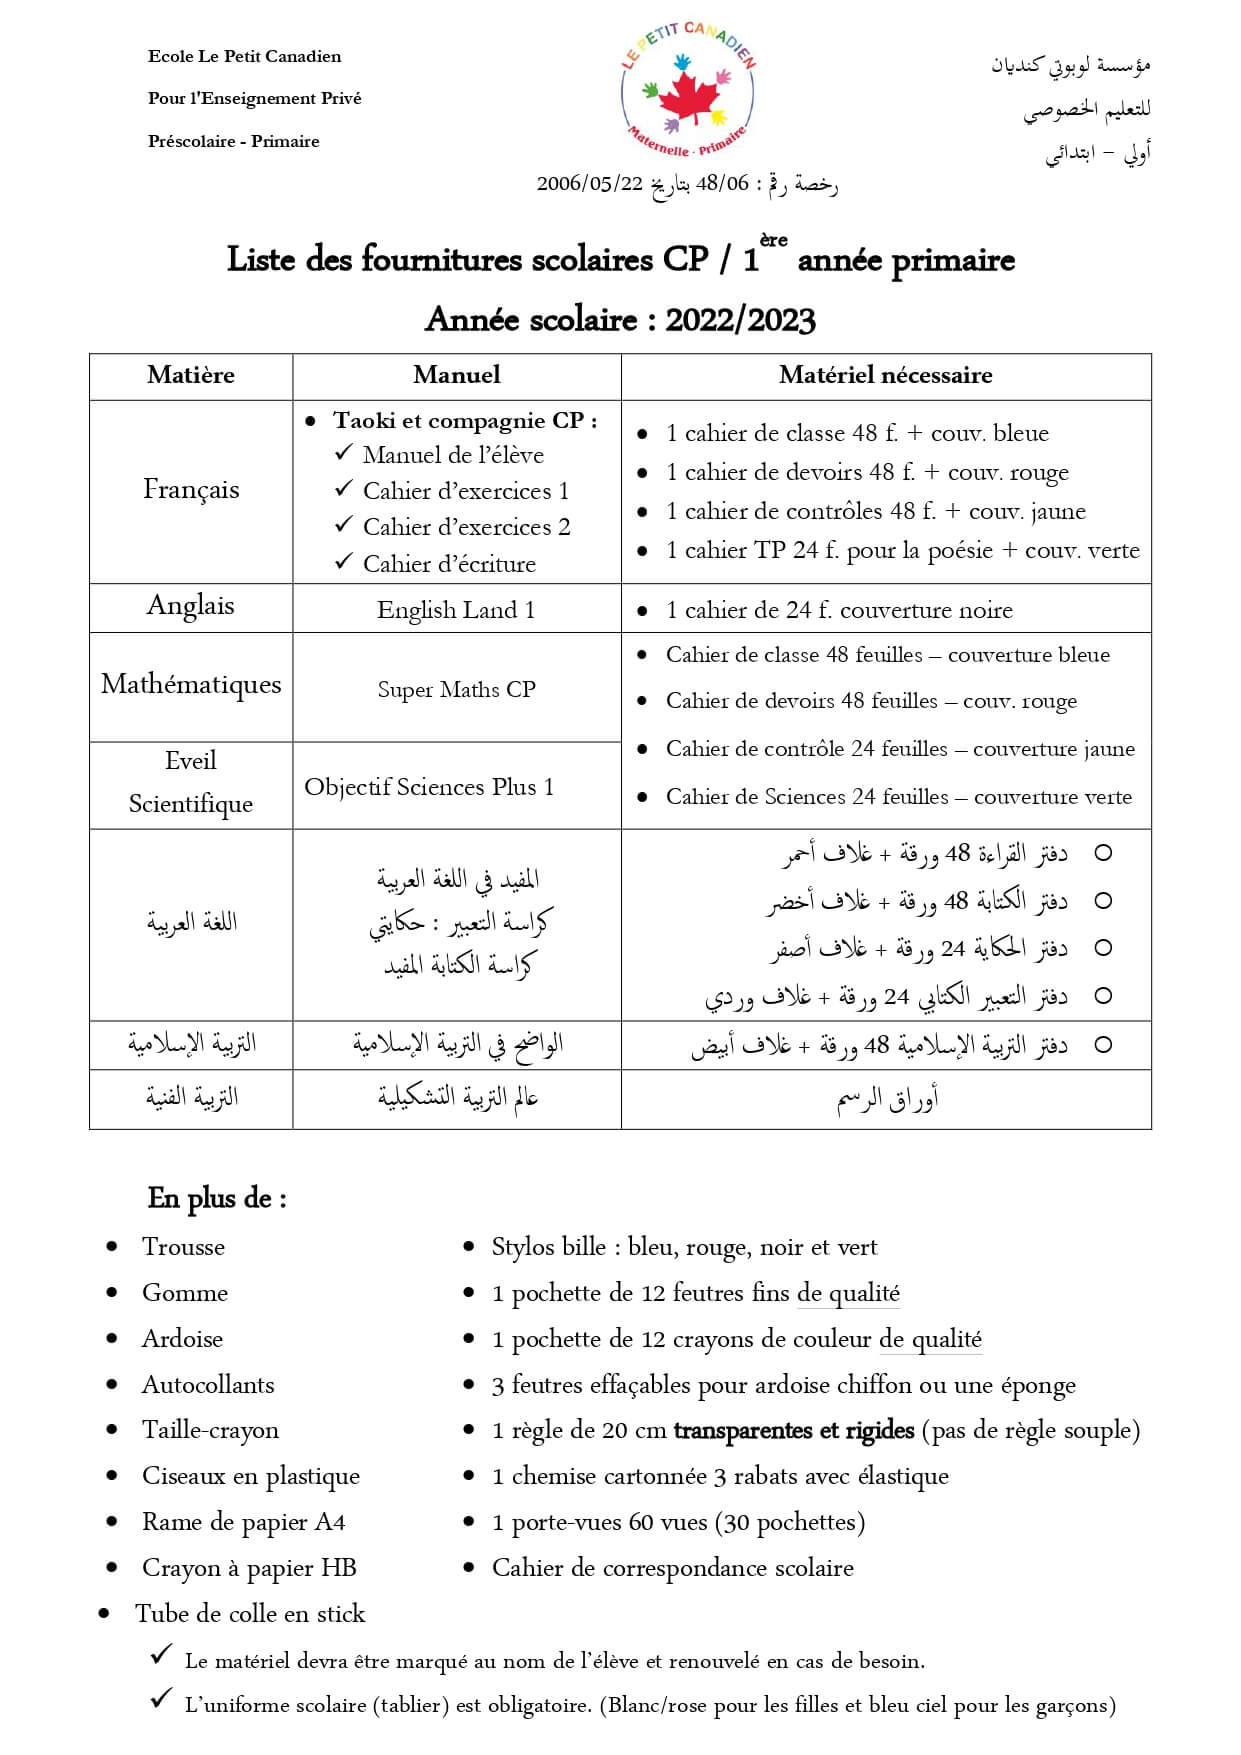 Ecole Le Petit Canadien
Pour l'Enseignement Privé
Préscolaire - Primaire
LE PETIT CANADIEN
Maternelle - Primaire
مؤسسة لوبوتي كنديان
للتعليم الخصوصي
أولي – ابتدائي
رخصة رقم : 48/06 بتاريخ 2006/05/22
Liste des fournitures scolaires CP / 1ère année primaire
Année scolaire : 2022/2023
Matière
Manuel
Matériel nécessaire
Français
• Taoki et compagnie CP :
✓ Manuel de l’élève
✓ Cahier d’exercices 1
✓ Cahier d’exercices 2
✓ Cahier d’écriture
• 1 cahier de classe 48 f. + couv. bleue
• 1 cahier de devoirs 48 f. + couv. rouge
• 1 cahier de contrôles 48 f. + couv. jaune
• 1 cahier TP 24 f. pour la poésie + couv. verte
Anglais
English Land 1
• 1 cahier de 24 f. couverture noire
Mathématiques
Super Maths CP
• Cahier de classe 48 feuilles – couverture bleue
• Cahier de devoirs 48 feuilles – couv. rouge
• Cahier de contrôle 24 feuilles – couverture jaune
• Cahier de Sciences 24 feuilles – couverture verte
Eveil
Scientifique
Objectif Sciences Plus 1
اللغة العربية
المفيد في اللغة العربية
كراسة التعبير : حكايتي
كراسة الكتابة المفيد
○ دفتر القراءة 48 ورقة + غلاف أحمر
○ دفتر الكتابة 48 ورقة + غلاف أخضر
○ دفتر الحكاية 24 ورقة + غلاف أصفر
○ دفتر التعبير الكتابي 24 ورقة + غلاف وردي
التربية الإسلامية
الواضح في التربية الإسلامية
○ دفتر التربية الإسلامية 48 ورقة + غلاف أبيض
التربية الفنية
عالم التربية التشكيلية
أوراق الرسم
En plus de :
• Trousse
• Gomme
• Ardoise
• Autocollants
• Taille-crayon
• Ciseaux en plastique
• Rame de papier A4
• Crayon à papier HB
• Tube de colle en stick
• Stylos bille : bleu, rouge, noir et vert
• 1 pochette de 12 feutres fins de qualité
• 1 pochette de 12 crayons de couleur de qualité
• 3 feutres effaçables pour ardoise chiffon ou une éponge
• 1 règle de 20 cm transparentes et rigides (pas de règle souple)
• 1 chemise cartonnée 3 rabats avec élastique
• 1 porte-vues 60 vues (30 pochettes)
• Cahier de correspondance scolaire
✓ Le matériel devra être marqué au nom de l’élève et renouvelé en cas de besoin.
✓ L’uniforme scolaire (tablier) est obligatoire. (Blanc/rose pour les filles et bleu ciel pour les garçons)